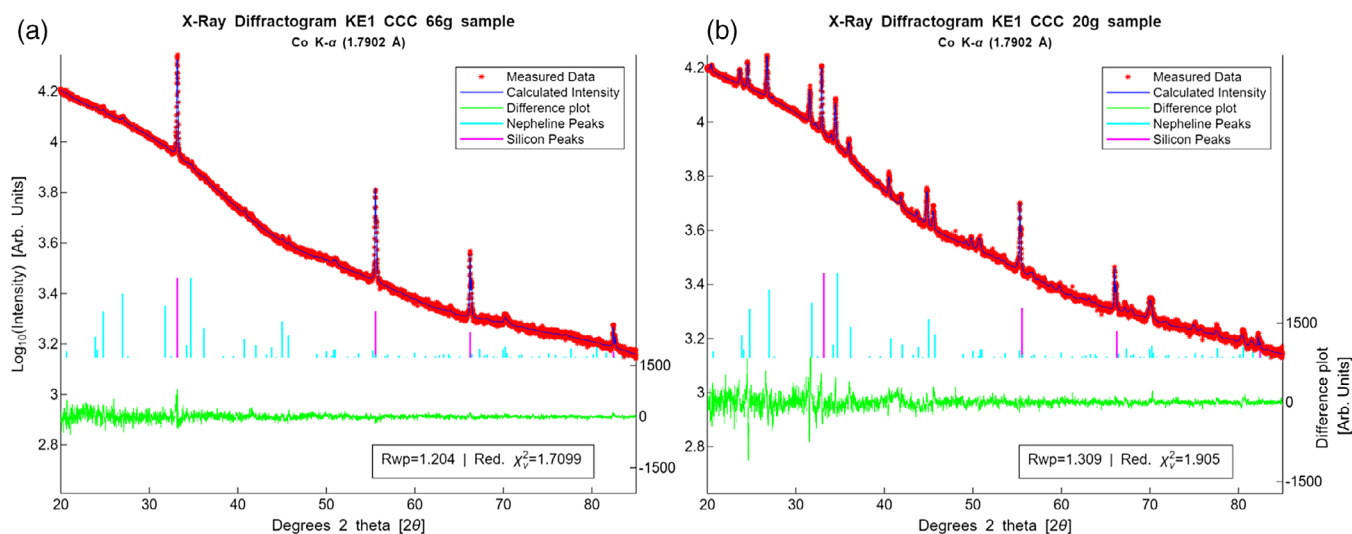 (a)
X-Ray Diffractogram KE1 CCC 66g sample
Co K-α (1.7902 Å)
Measured Data
Calculated Intensity
Difference plot
Nepheline Peaks
Silicon Peaks
Log10(Intensity) [Arb. Units]
4.2
4
3.8
3.6
3.4
3.2
3
2.8
1500
0
-1500
Rwp=1.204 | Red. χ²ᵥ=1.7099
20 30 40 50 60 70 80
Degrees 2 theta [2θ]
(b)
X-Ray Diffractogram KE1 CCC 20g sample
Co K-α (1.7902 Å)
Measured Data
Calculated Intensity
Difference plot
Nepheline Peaks
Silicon Peaks
4.2
4
3.8
3.6
3.4
3.2
3
2.8
1500
0
-1500
Difference plot
[Arb. Units]
Rwp=1.309 | Red. χ²ᵥ=1.905
20 30 40 50 60 70 80
Degrees 2 theta [2θ]